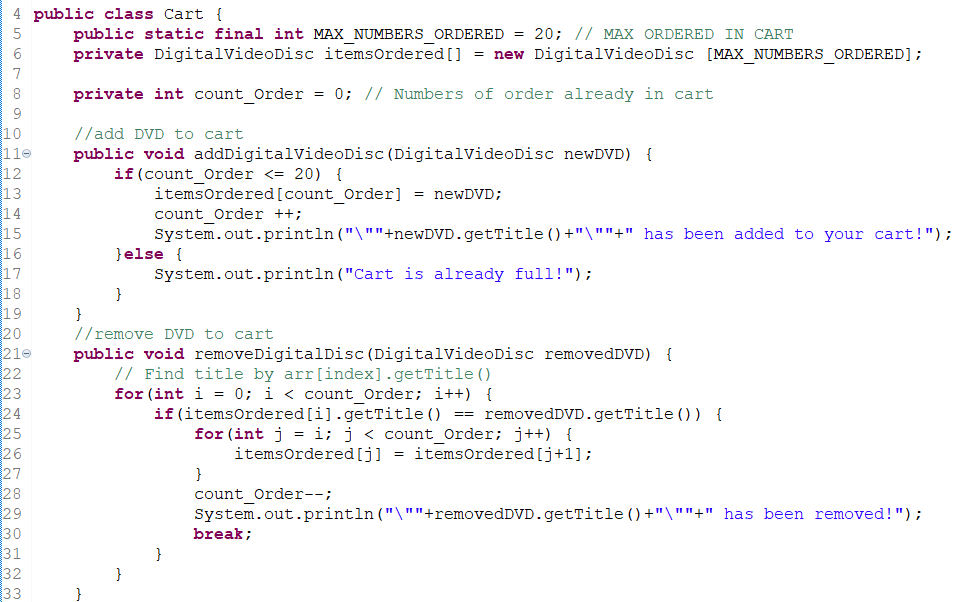 4 public class Cart {
5     public static final int MAX_NUMBERS_ORDERED = 20; // MAX ORDERED IN CART
6     private DigitalVideoDisc itemsOrdered[] = new DigitalVideoDisc [MAX_NUMBERS_ORDERED];
7
8     private int count_Order = 0; // Numbers of order already in cart
9
10     //add DVD to cart
11     public void addDigitalVideoDisc(DigitalVideoDisc newDVD) {
12         if(count_Order <= 20) {
13             itemsOrdered[count_Order] = newDVD;
14             count_Order ++;
15             System.out.println("\""+newDVD.getTitle()+"\""+" has been added to your cart!");
16         }else {
17             System.out.println("Cart is already full!");
18         }
19     }
20     //remove DVD to cart
21     public void removeDigitalDisc(DigitalVideoDisc removedDVD) {
22         // Find title by arr[index].getTitle()
23         for(int i = 0; i < count_Order; i++) {
24             if(itemsOrdered[i].getTitle() == removedDVD.getTitle()) {
25                 for(int j = i; j < count_Order; j++) {
26                     itemsOrdered[j] = itemsOrdered[j+1];
27                 }
28                 count_Order--;
29                 System.out.println("\""+removedDVD.getTitle()+"\""+" has been removed!");
30                 break;
31             }
32         }
33     }